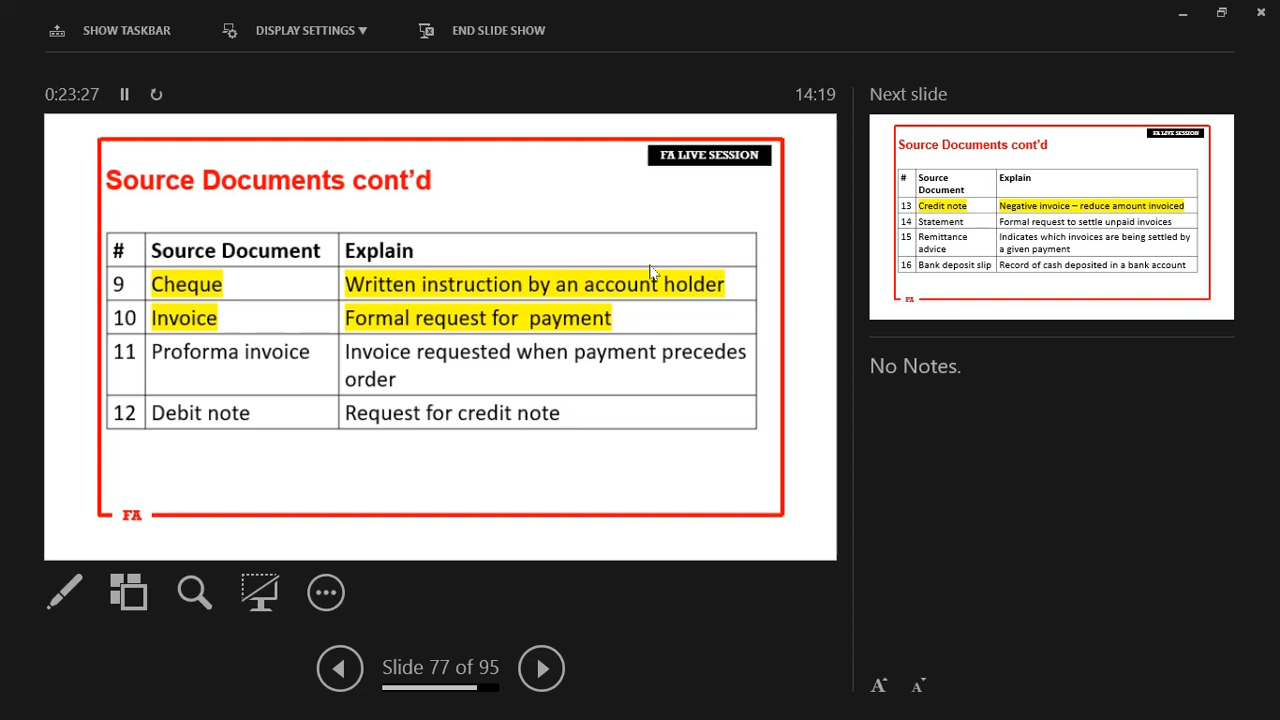 SHOW TASKBAR DISPLAY SETTINGS ▼ END SLIDE SHOW
0:23:27 14:19 Next slide
FA LIVE SESSION
Source Documents cont’d
# Source Document Explain
9 Cheque Written instruction by an account holder
10 Invoice Formal request for payment
11 Proforma invoice Invoice requested when payment precedes
order
12 Debit note Request for credit note
FA
Slide 77 of 95
FA LIVE SESSION
Source Documents cont’d
# Source Explain
Document
13 Credit note Negative invoice – reduce amount invoiced
14 Statement Formal request to settle unpaid invoices
15 Remittance Indicates which invoices are being settled by
advice a given payment
16 Bank deposit slip Record of cash deposited in a bank account
FA
No Notes.
A A